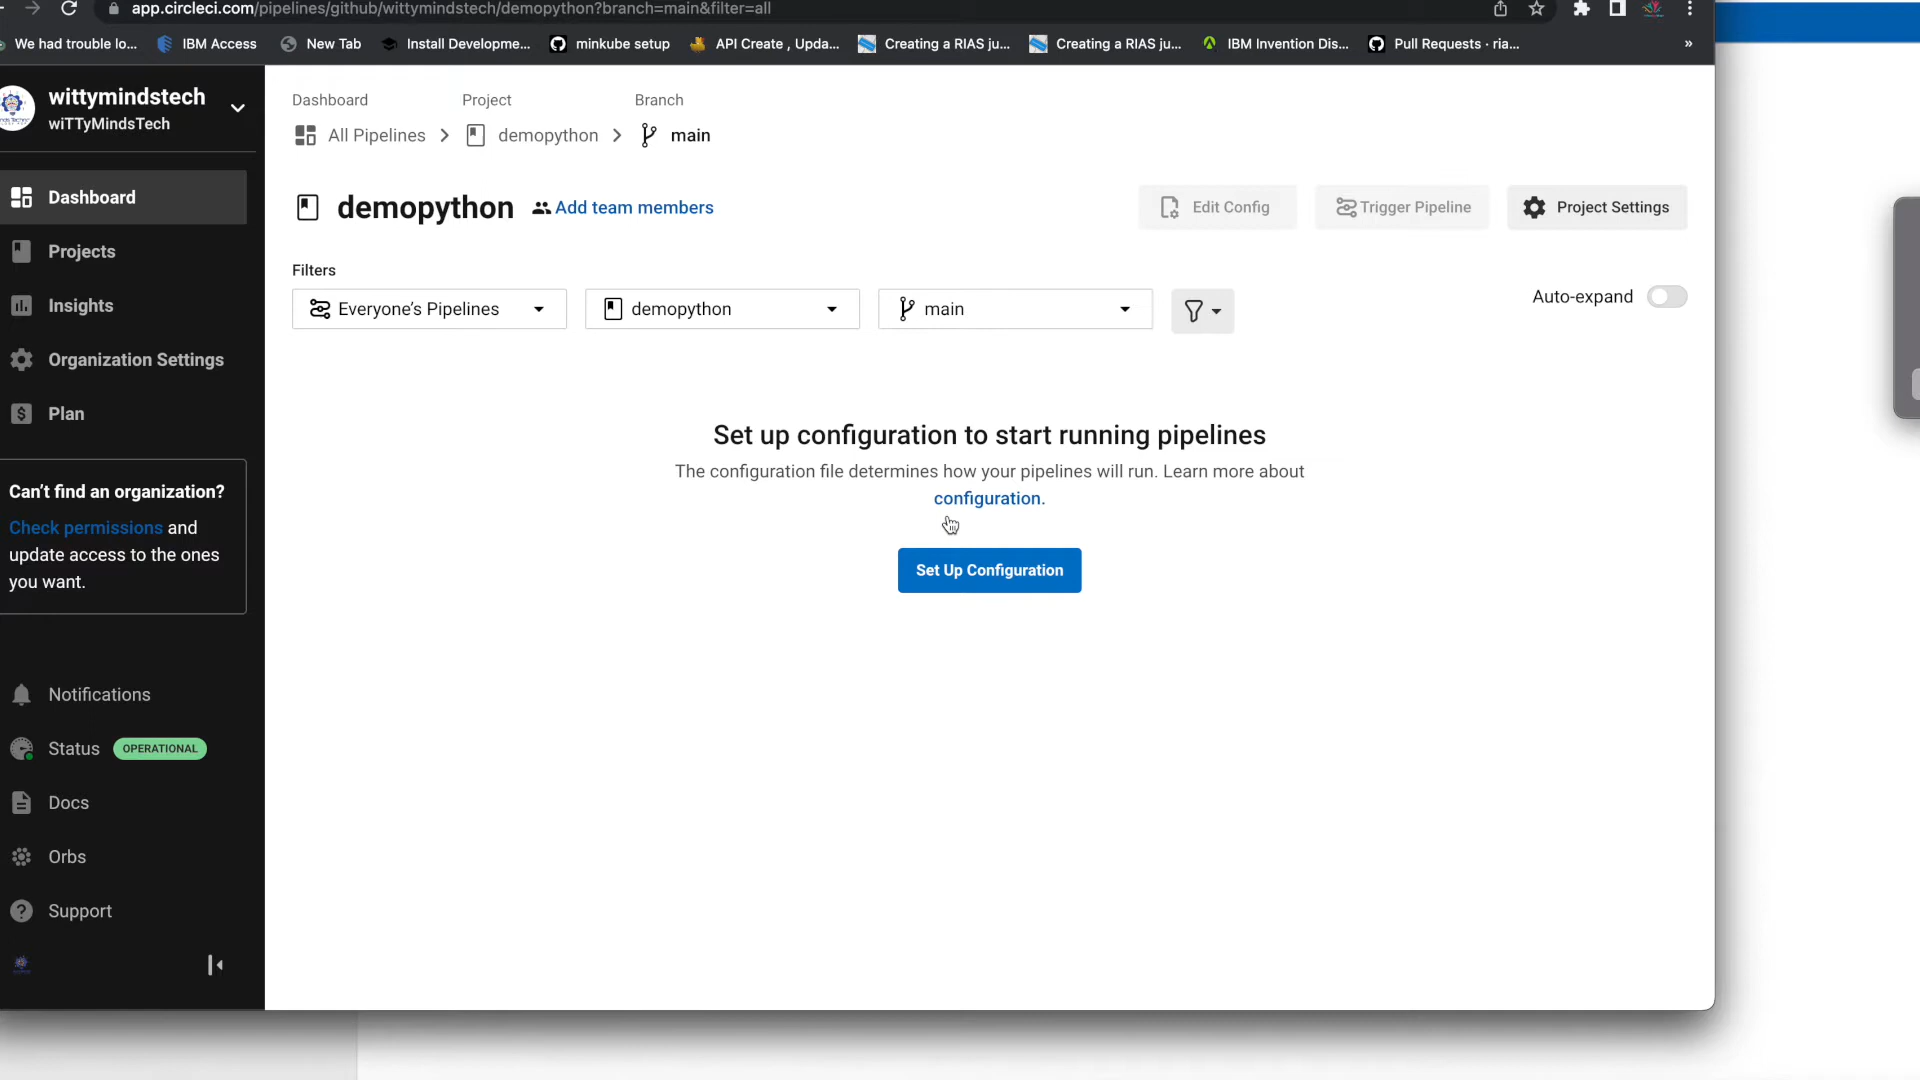 app.circleci.com/pipelines/github/wittymindstech/demopython?branch=main&filter=all
We had trouble lo...
IBM Access
New Tab
Install Developme...
minkube setup
API Create , Upda...
Creating a RIAS ju...
Creating a RIAS ju...
IBM Invention Dis...
Pull Requests · ria...
»
wittymindstech
wiTTyMindsTech
Dashboard
Projects
Insights
Organization Settings
Plan
Can't find an organization?
Check permissions and
update access to the ones
you want.
Notifications
Status OPERATIONAL
Docs
Orbs
Support
Dashboard Project Branch
All Pipelines demopython main
demopython Add team members
Edit Config Trigger Pipeline Project Settings
Filters
Everyone's Pipelines demopython main
Auto-expand
Set up configuration to start running pipelines
The configuration file determines how your pipelines will run. Learn more about
configuration.
Set Up Configuration